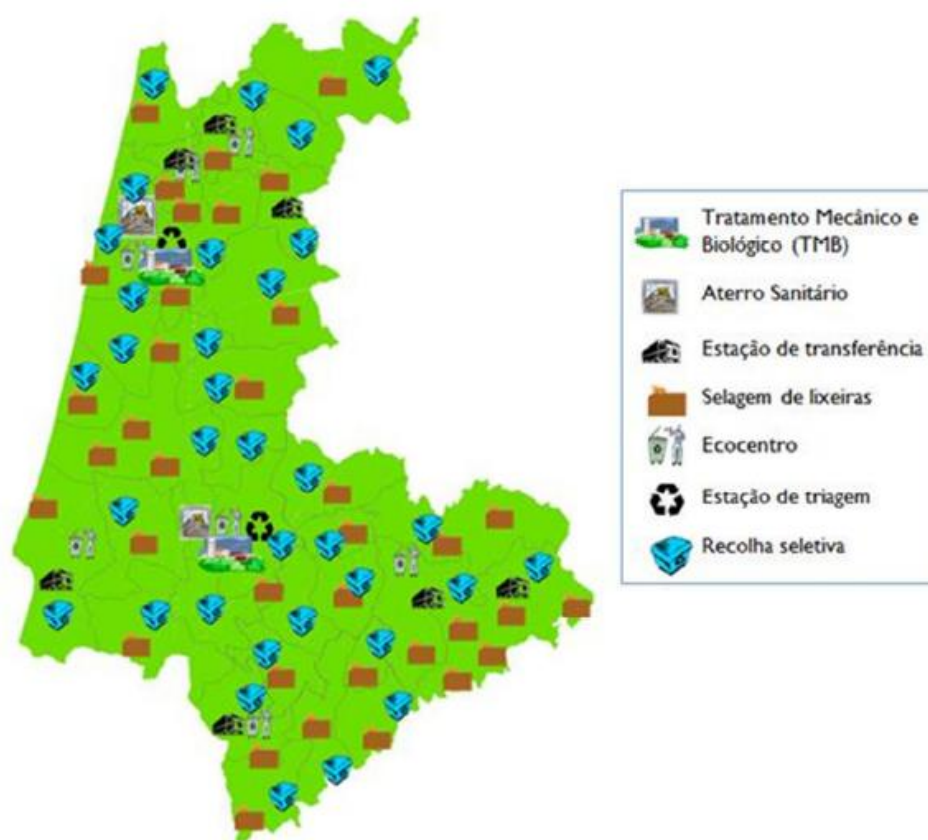 Tratamento Mecânico e
Biológico (TMB)
Aterro Sanitário
Estação de transferência
Selagem de lixeiras
Ecocentro
Estação de triagem
Recolha seletiva